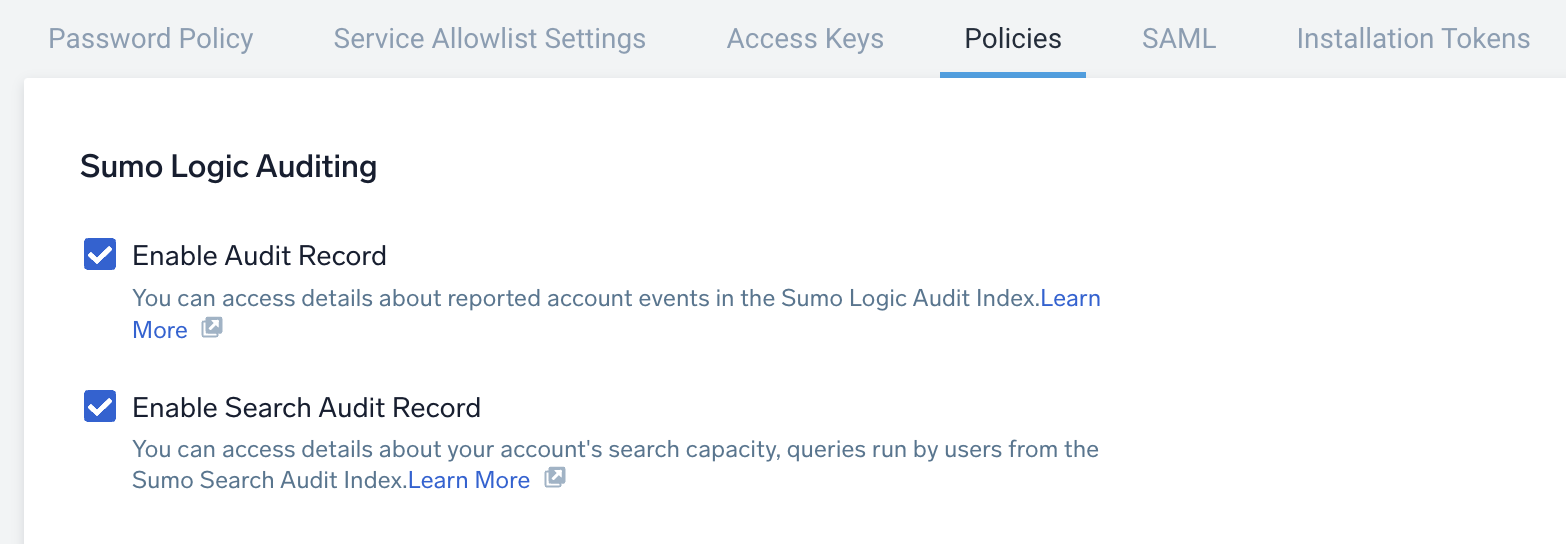 Password Policy Service Allowlist Settings Access Keys Policies SAML Installation Tokens
Sumo Logic Auditing
Enable Audit Record
You can access details about reported account events in the Sumo Logic Audit Index.Learn
More
Enable Search Audit Record
You can access details about your account's search capacity, queries run by users from the
Sumo Search Audit Index.Learn More